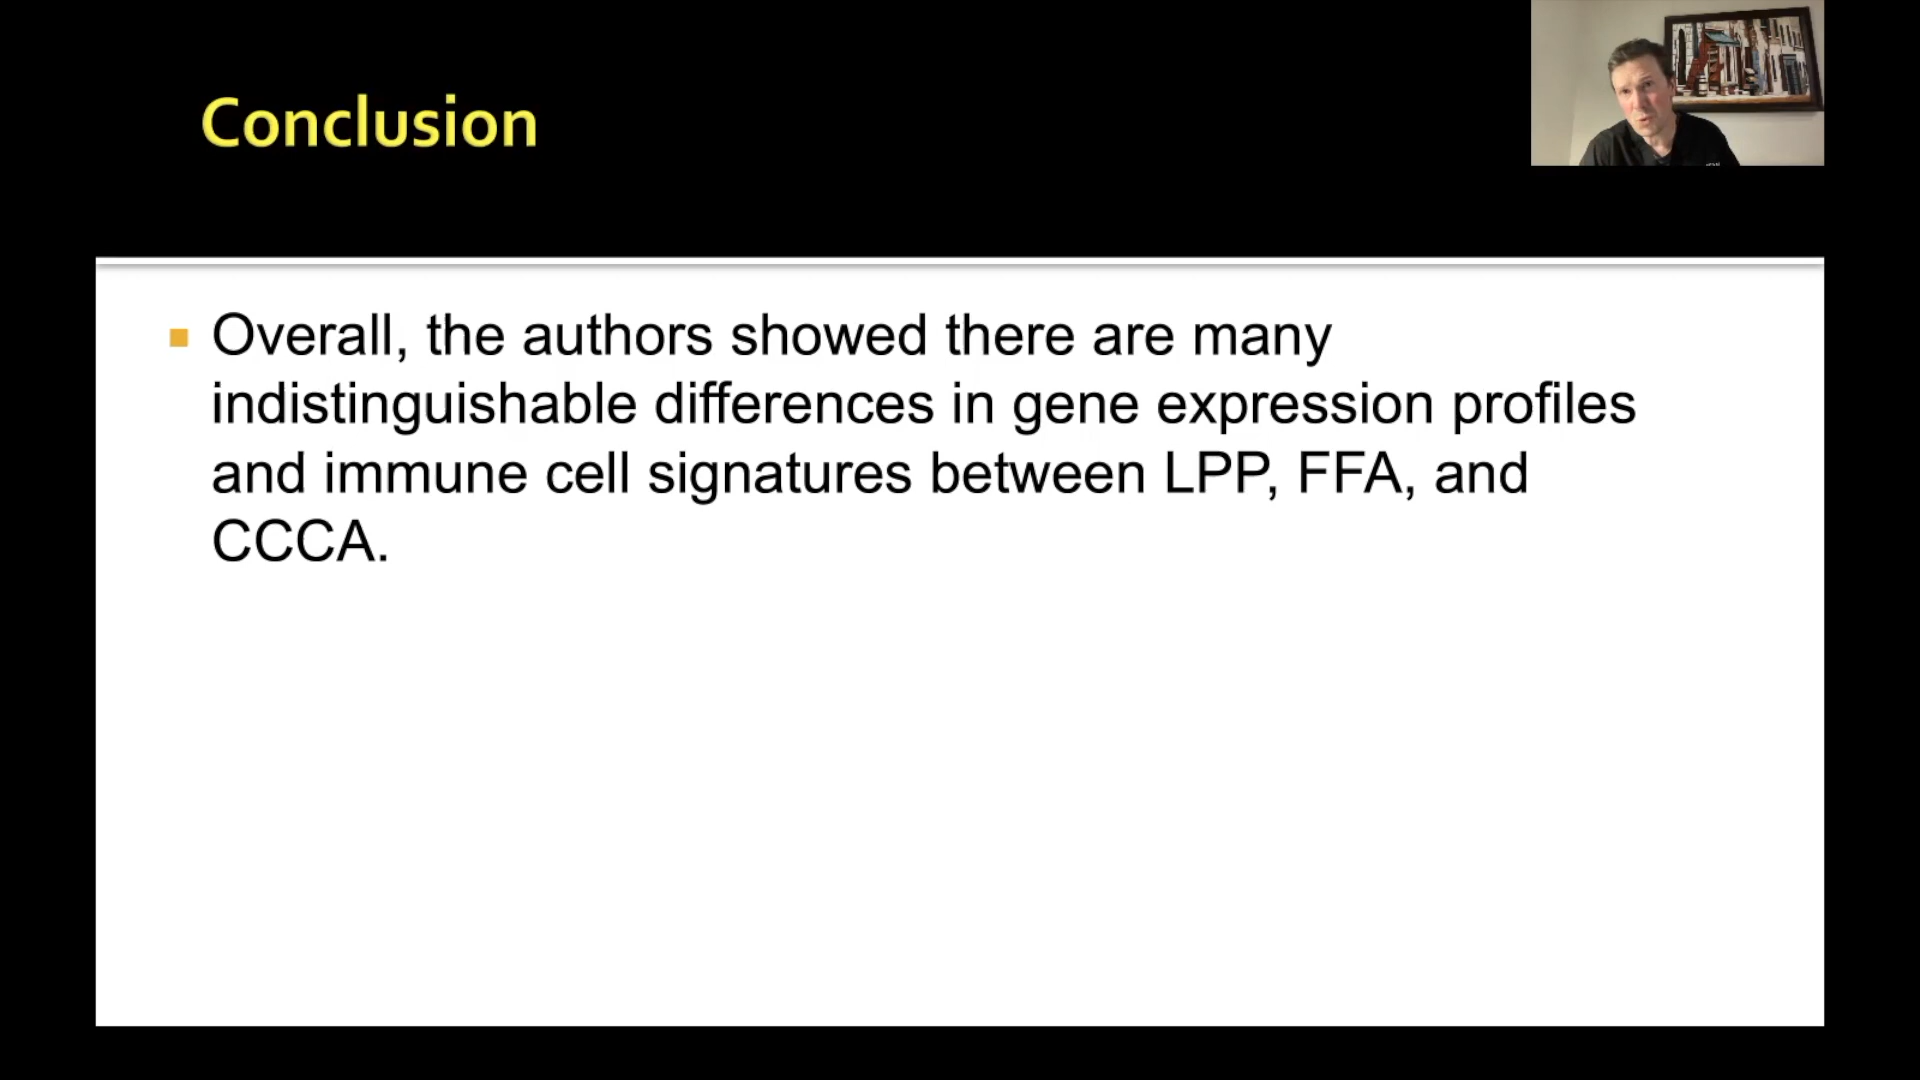 Conclusion
Overall, the authors showed there are many
indistinguishable differences in gene expression profiles
and immune cell signatures between LPP, FFA, and
CCCA.